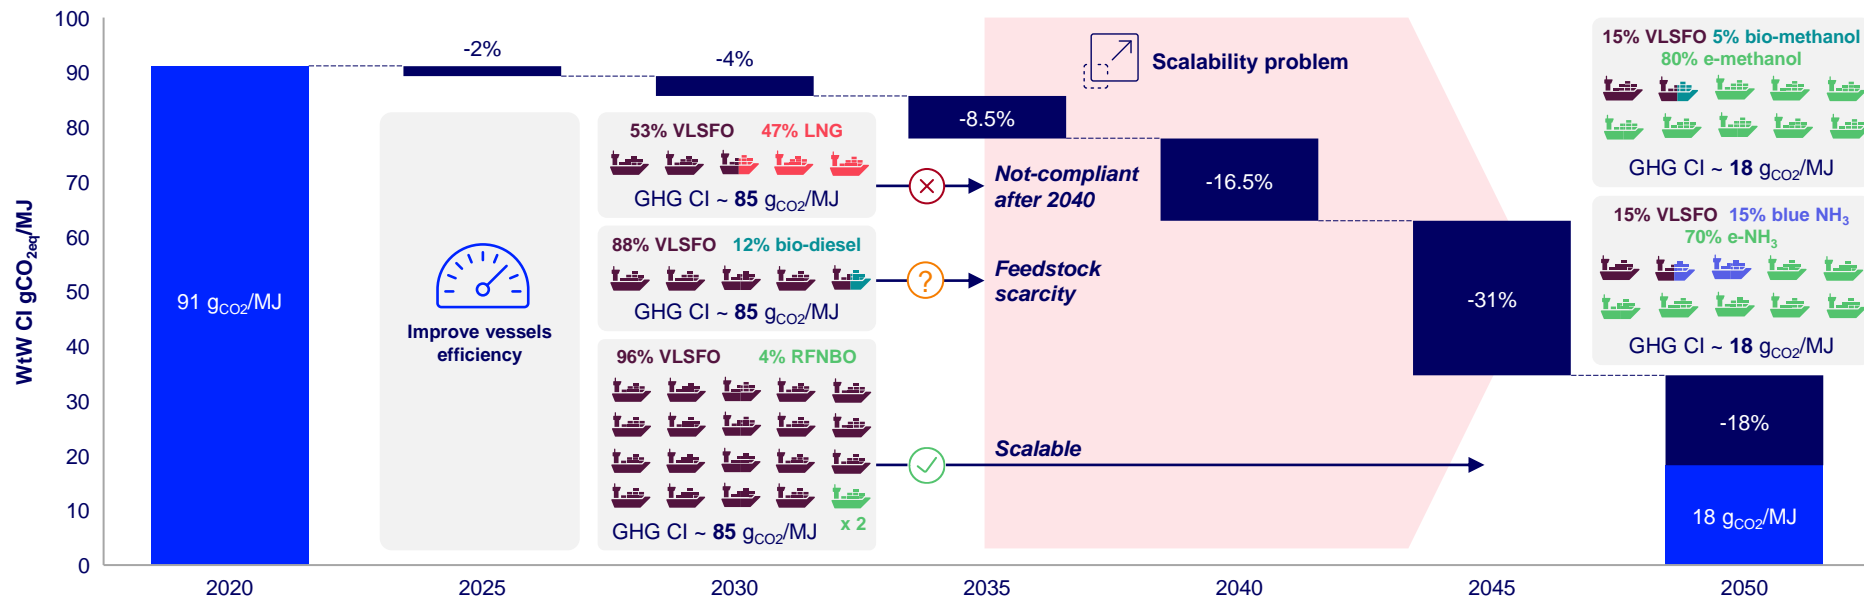 WtW CI gCO2eq/MJ
100
90
80
70
60
50
40
30
20
10
0
91 gCO2/MJ
-2%
Improve vessels
efficiency
-4%
53% VLSFO 47% LNG
GHG CI ~ 85 gCO2/MJ
88% VLSFO 12% bio-diesel
GHG CI ~ 85 gCO2/MJ
96% VLSFO 4% RFNBO
x 2
GHG CI ~ 85 gCO2/MJ
-8.5%
Scalability problem
Not-compliant
after 2040
?
Feedstock
scarcity
Scalable
-16.5%
-31%
15% VLSFO 5% bio-methanol
80% e-methanol
GHG CI ~ 18 gCO2/MJ
15% VLSFO 15% blue NH3
70% e-NH3
GHG CI ~ 18 gCO2/MJ
-18%
18 gCO2/MJ
2020
2025
2030
2035
2040
2045
2050